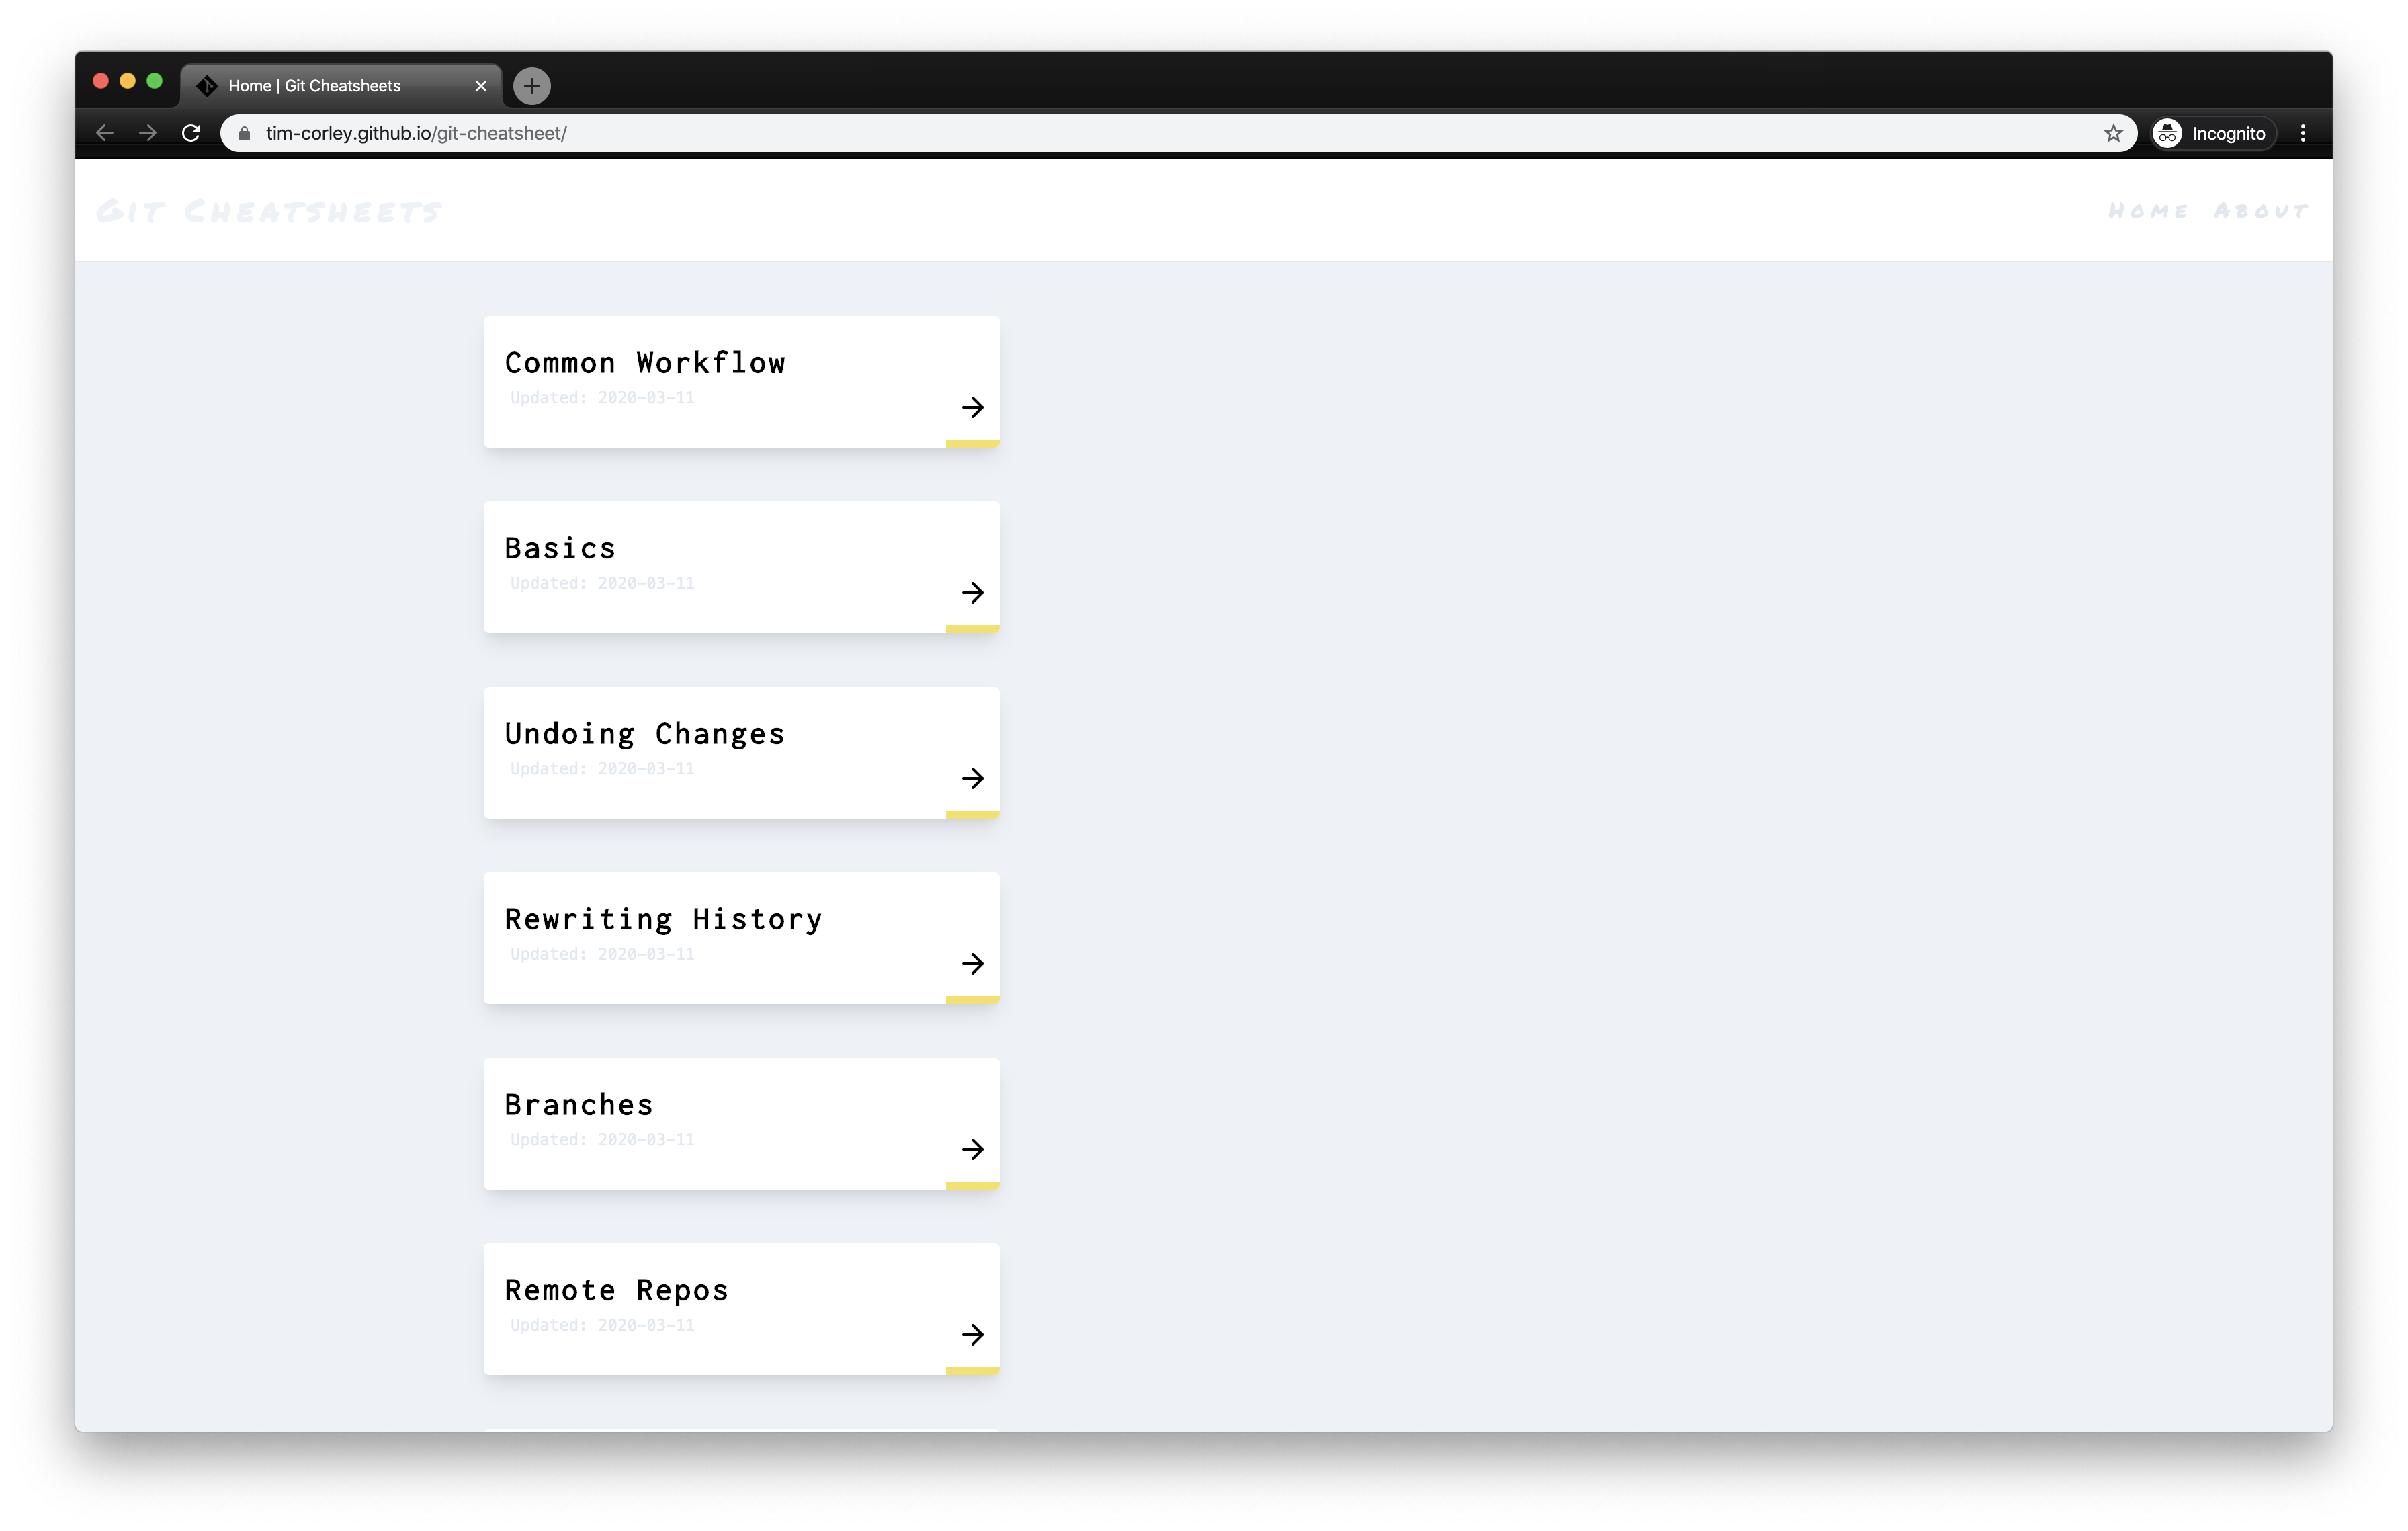 Home | Git Cheatsheets
tim-corley.github.io/git-cheatsheet/
Incognito
Git Cheatsheets
Home About
Common Workflow
Updated: 2020-03-11
Basics
Updated: 2020-03-11
Undoing Changes
Updated: 2020-03-11
Rewriting History
Updated: 2020-03-11
Branches
Updated: 2020-03-11
Remote Repos
Updated: 2020-03-11